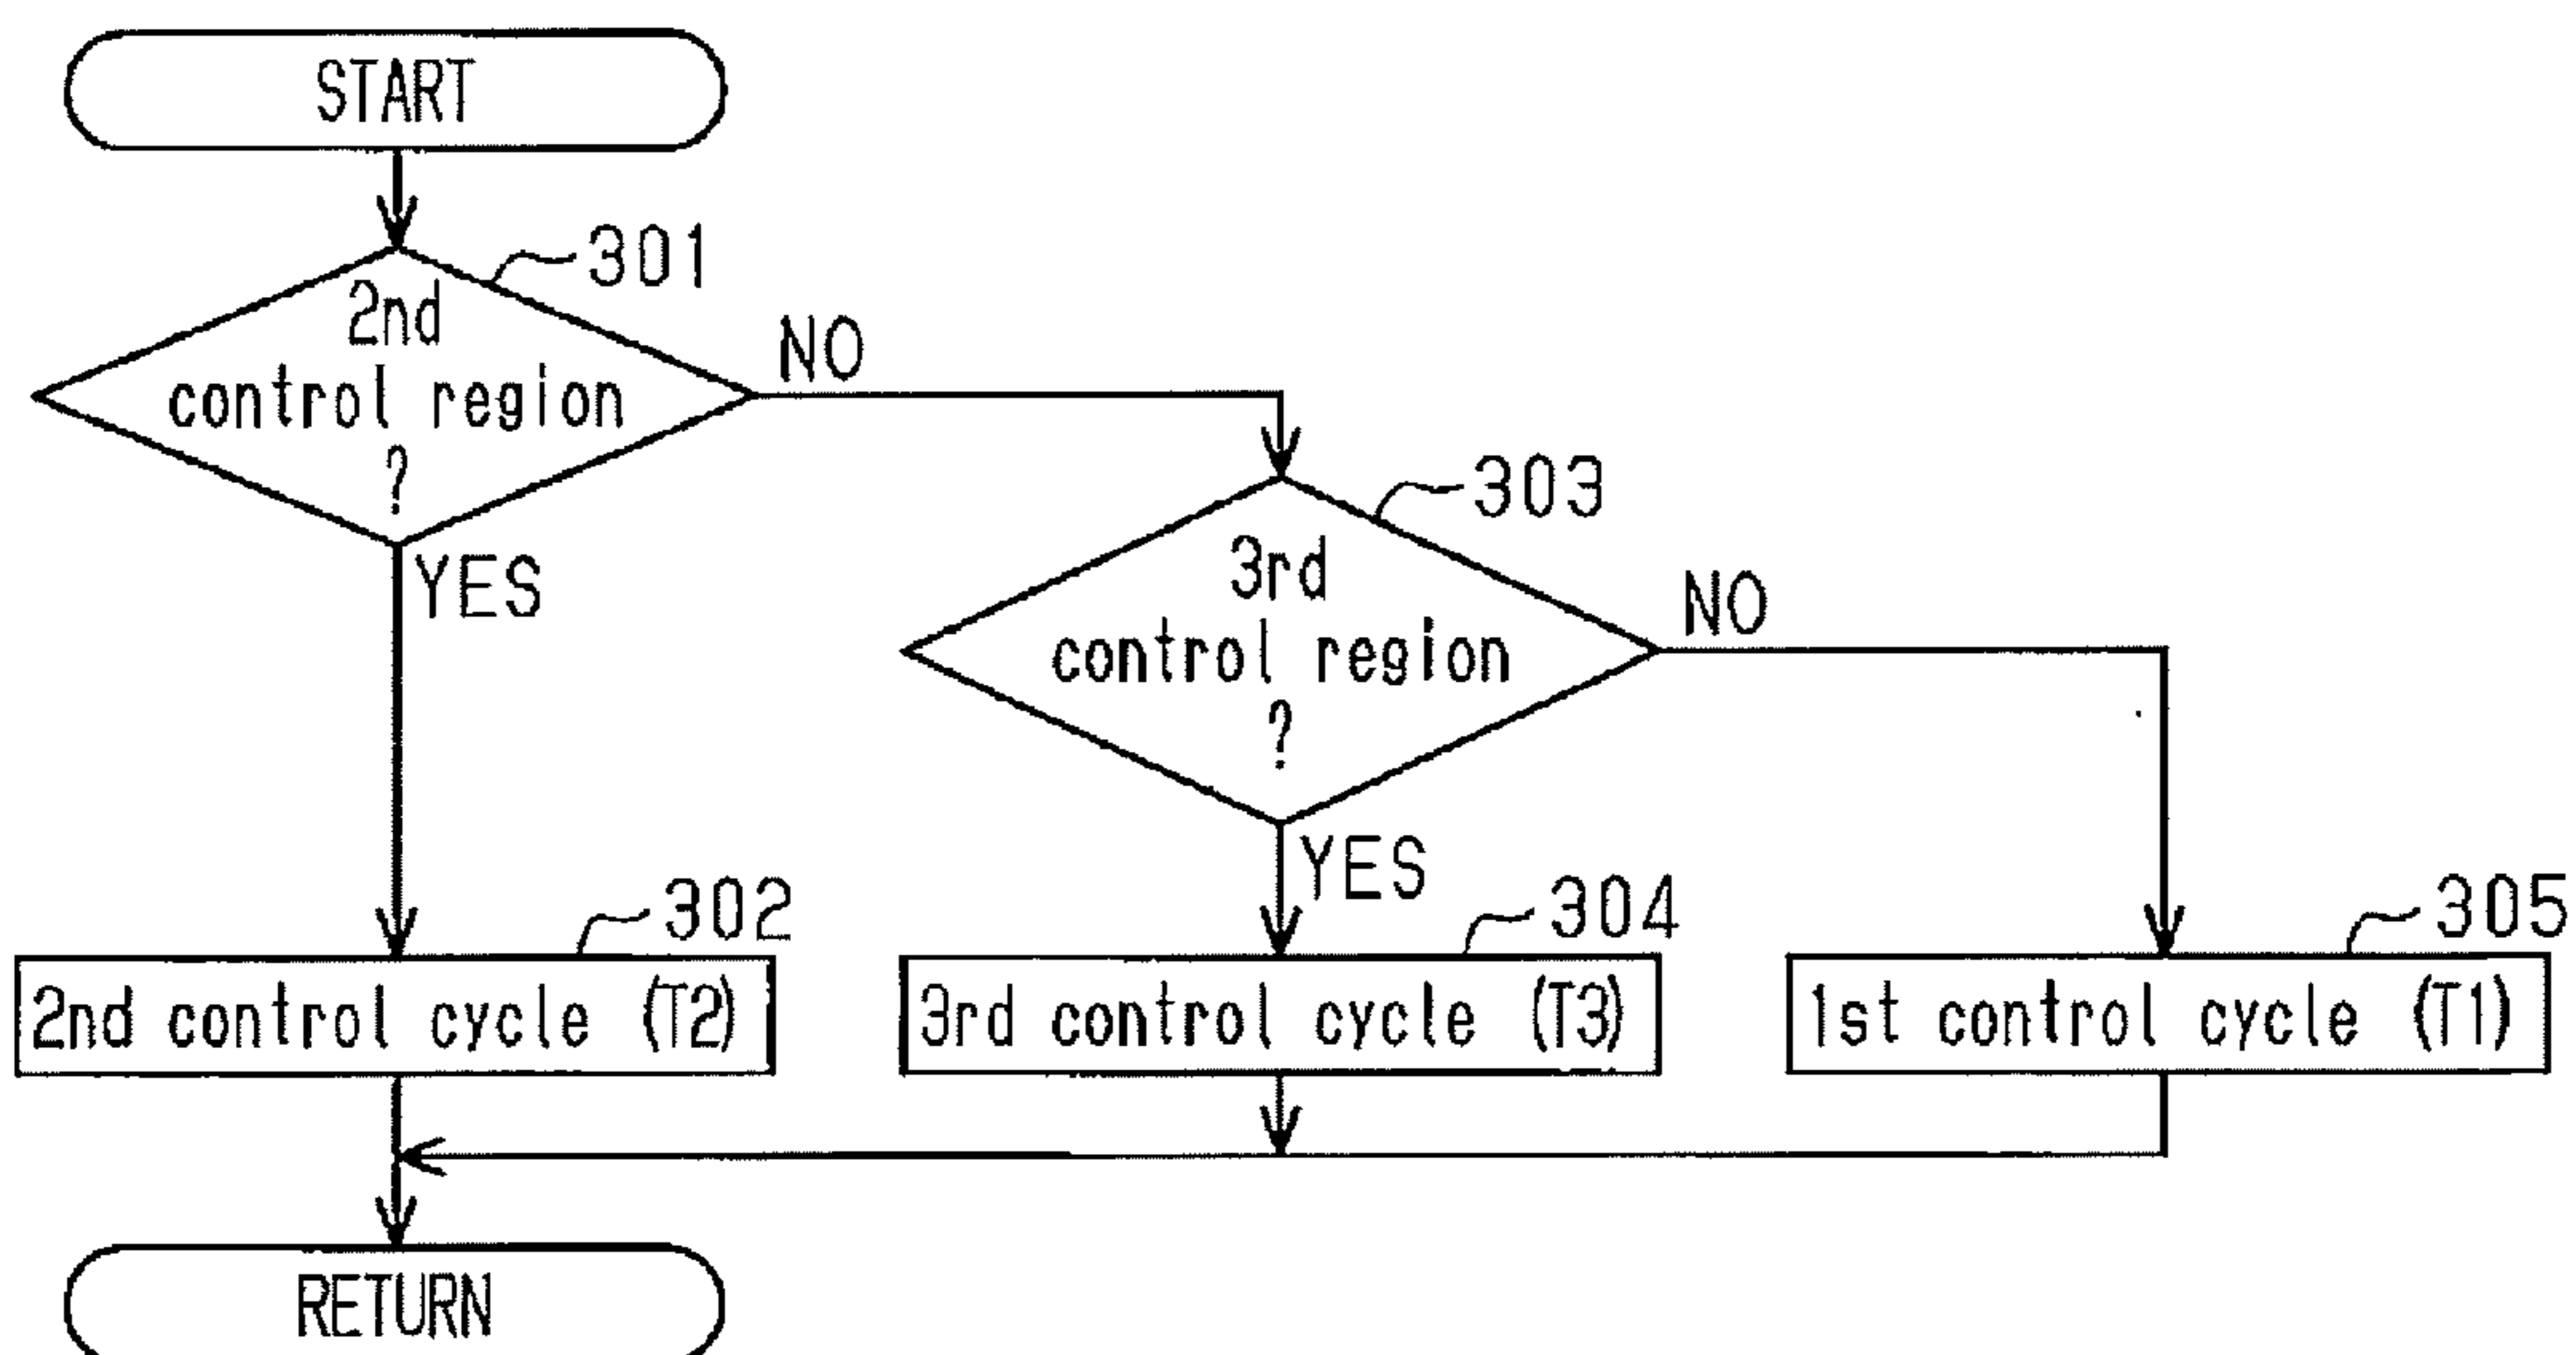 START
301
2nd
control region
?
NO
YES
303
3rd
control region
?
NO
YES
302
2nd control cycle (T2)
304
3rd control cycle (T3)
305
1st control cycle (T1)
RETURN